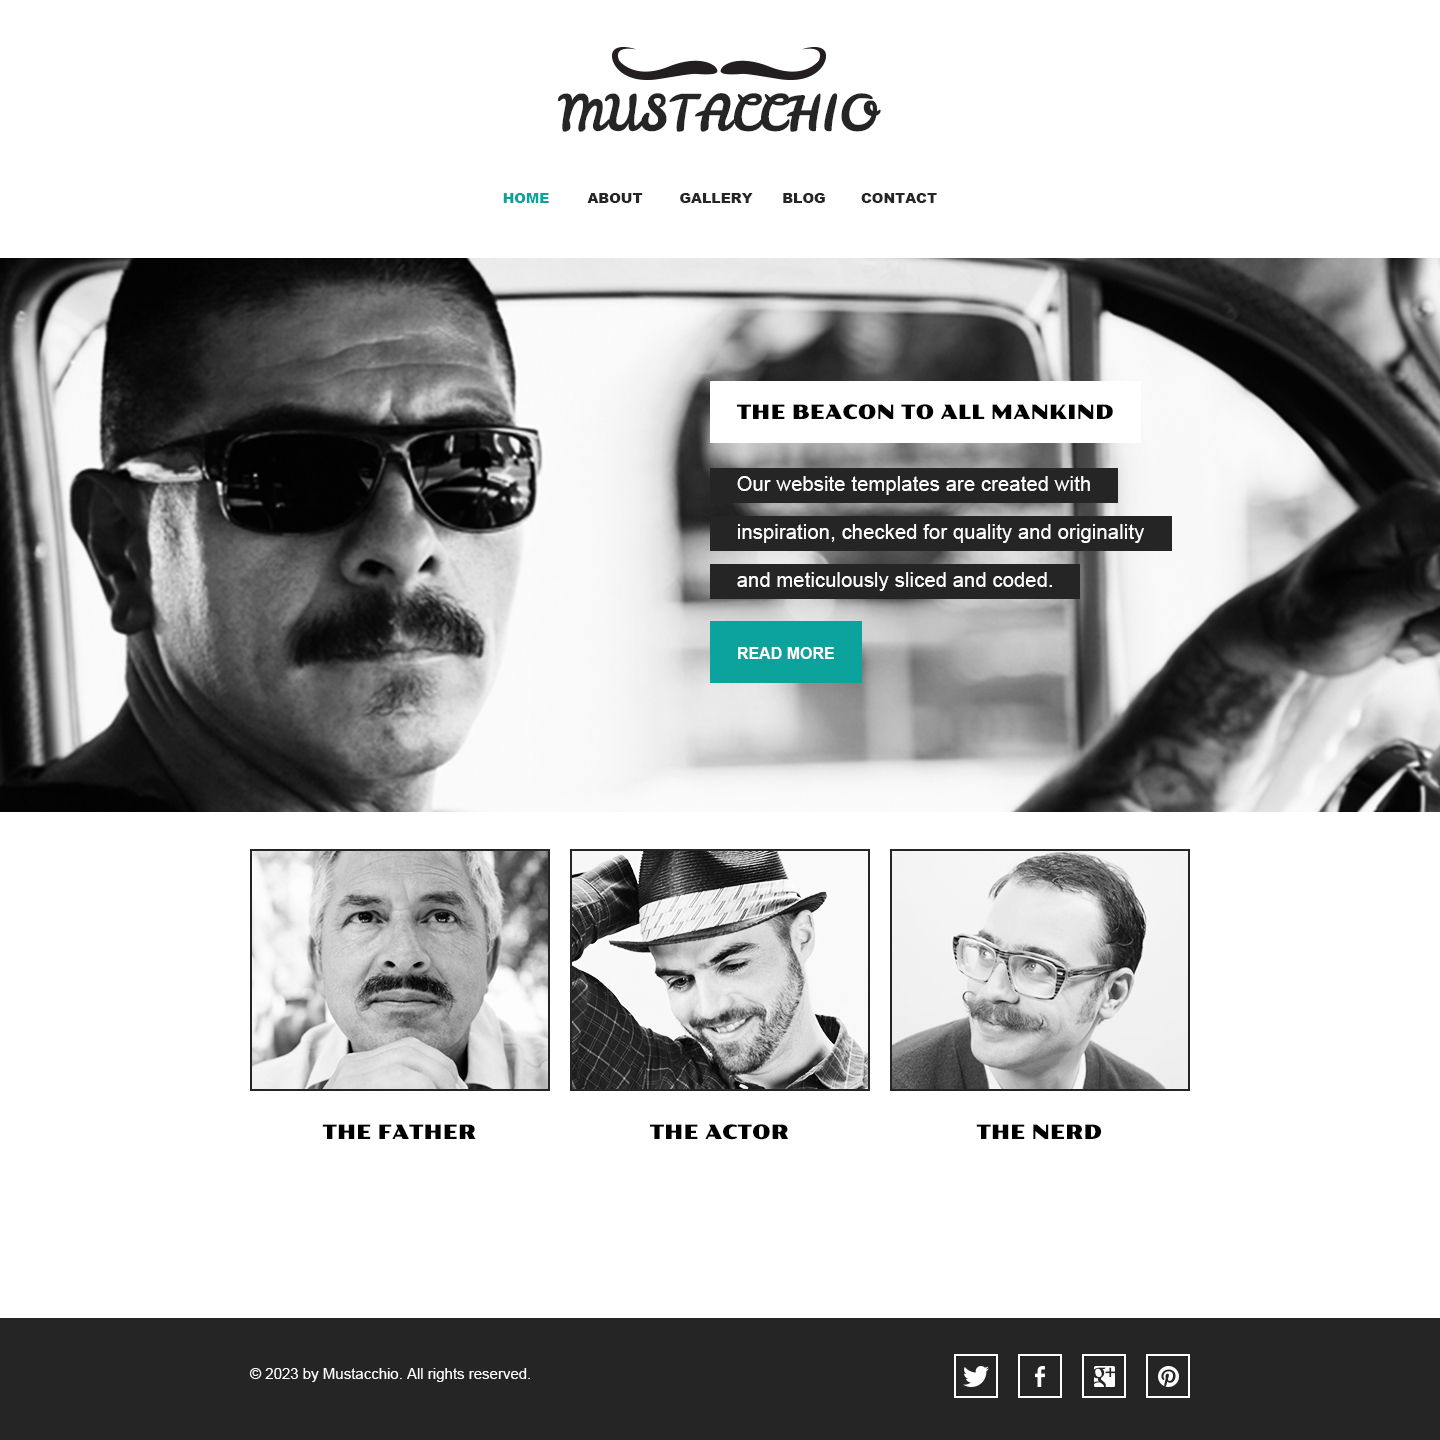 MUSTACCHIO
HOME ABOUT GALLERY BLOG CONTACT
THE BEACON TO ALL MANKIND
Our website templates are created with
inspiration, checked for quality and originality
and meticulously sliced and coded.
READ MORE
THE FATHER THE ACTOR THE NERD
© 2023 by Mustacchio. All rights reserved.